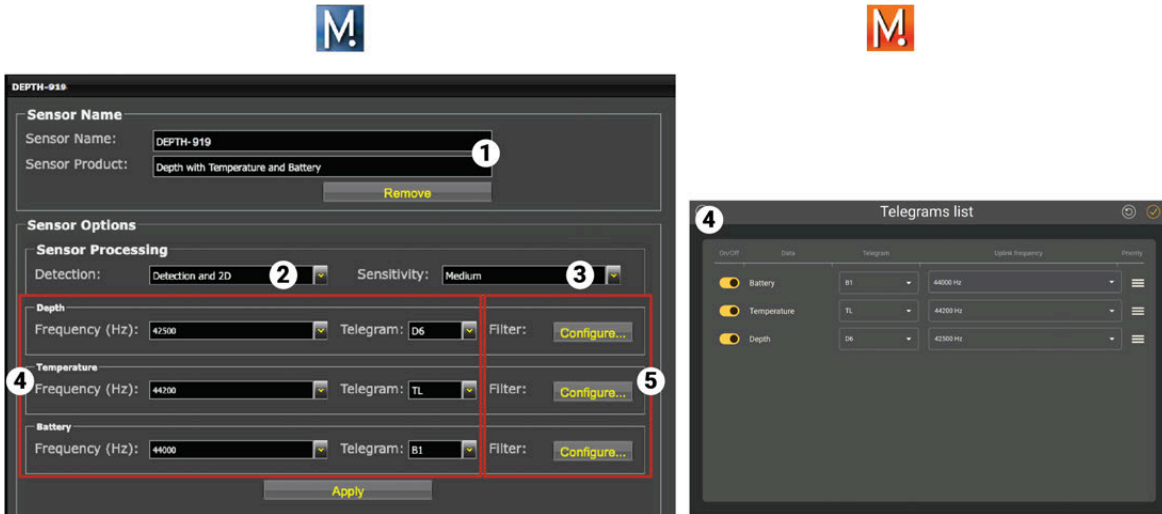 M!
M!
DEPTH-919
Sensor Name
Sensor Name: DEPTH-919
1
Sensor Product: Depth with Temperature and Battery
Remove
Sensor Options
Sensor Processing
Detection: Detection and 2D 2 Sensitivity: Medium 3
Depth
Frequency (Hz): 42500 Telegram: D6 Filter: Configure...
Temperature
4 Frequency (Hz): 44200 Telegram: TL Filter: Configure... 5
Battery
Frequency (Hz): 44000 Telegram: B1 Filter: Configure...
Apply
4 Telegrams list
On/Off Data Telegram Uplink frequency Priority
Battery B1 44000 Hz
Temperature TL 44200 Hz
Depth D6 42500 Hz